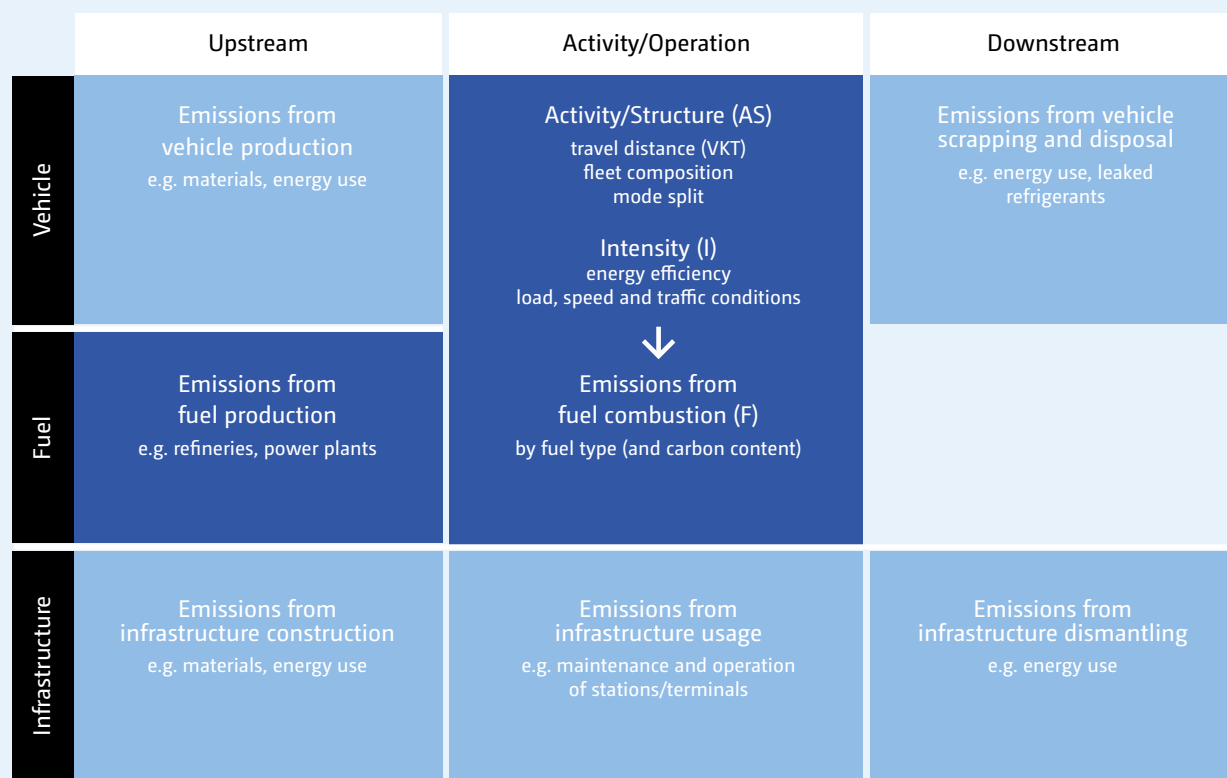 Upstream
Activity/Operation
Downstream
Vehicle
Emissions from
vehicle production
e.g. materials, energy use
Activity/Structure (AS)
travel distance (VKT)
fleet composition
mode split
Intensity (I)
energy efficiency
load, speed and traffic conditions
Emissions from vehicle
scrapping and disposal
e.g. energy use, leaked
refrigerants
Fuel
Emissions from
fuel production
e.g. refineries, power plants
Emissions from
fuel combustion (F)
by fuel type (and carbon content)
Infrastructure
Emissions from
infrastructure construction
e.g. materials, energy use
Emissions from
infrastructure usage
e.g. maintenance and operation
of stations/terminals
Emissions from
infrastructure dismantling
e.g. energy use